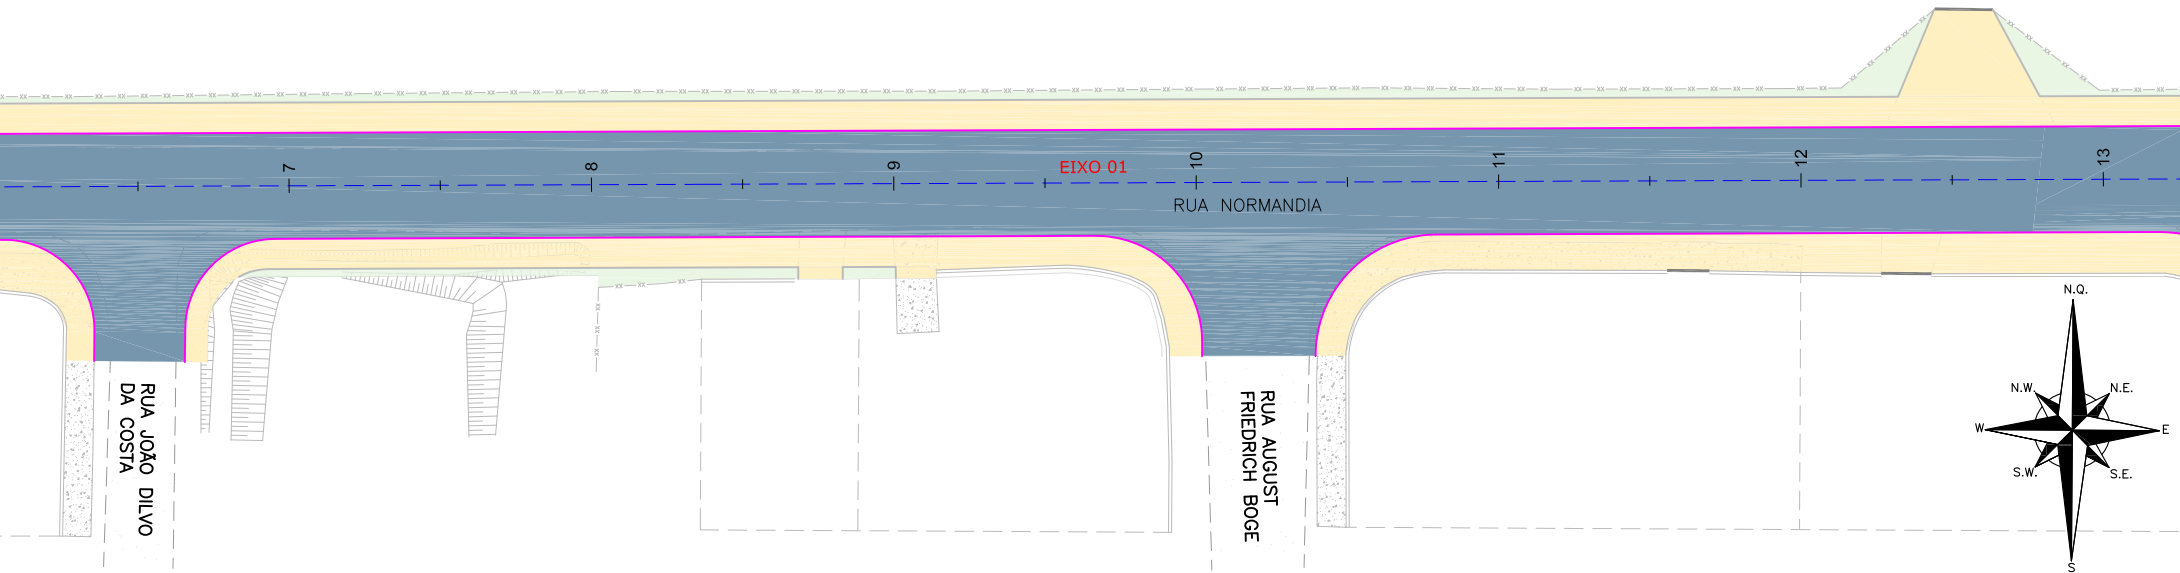 7
8
9
EIXO 01
10
11
12
13
RUA NORMANDIA
RUA JOÃO DILVO
DA COSTA
RUA AUGUST
FRIEDRICH BOGE
N.Q.
N.W.
N.E.
W
E
S.W.
S.E.
S